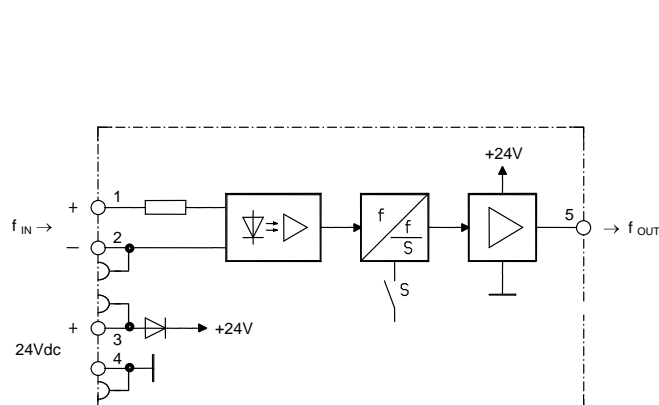 +24V
+ 1
f IN →
− 2
f
f
S
5
→ f OUT
S
+ 3
+24V
24Vdc
4